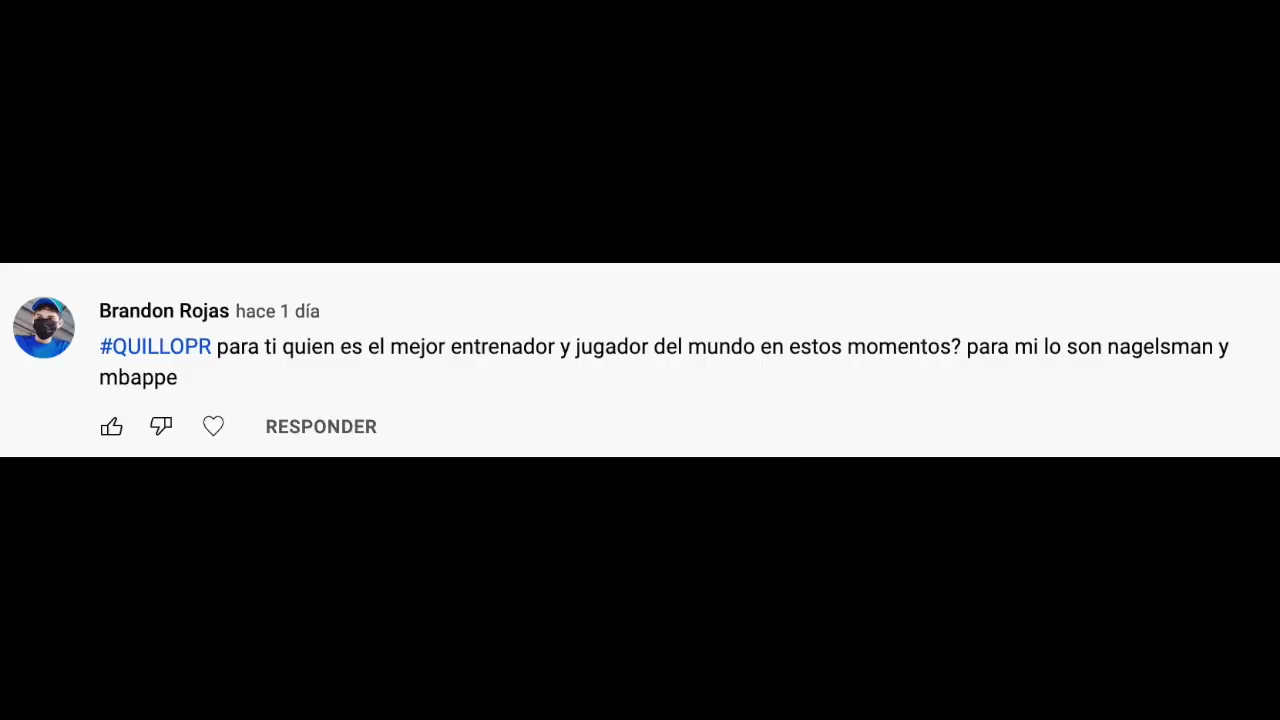 Brandon Rojas hace 1 día
#QUILLOPR para ti quien es el mejor entrenador y jugador del mundo en estos momentos? para mi lo son nagelsman y
mbappe
RESPONDER